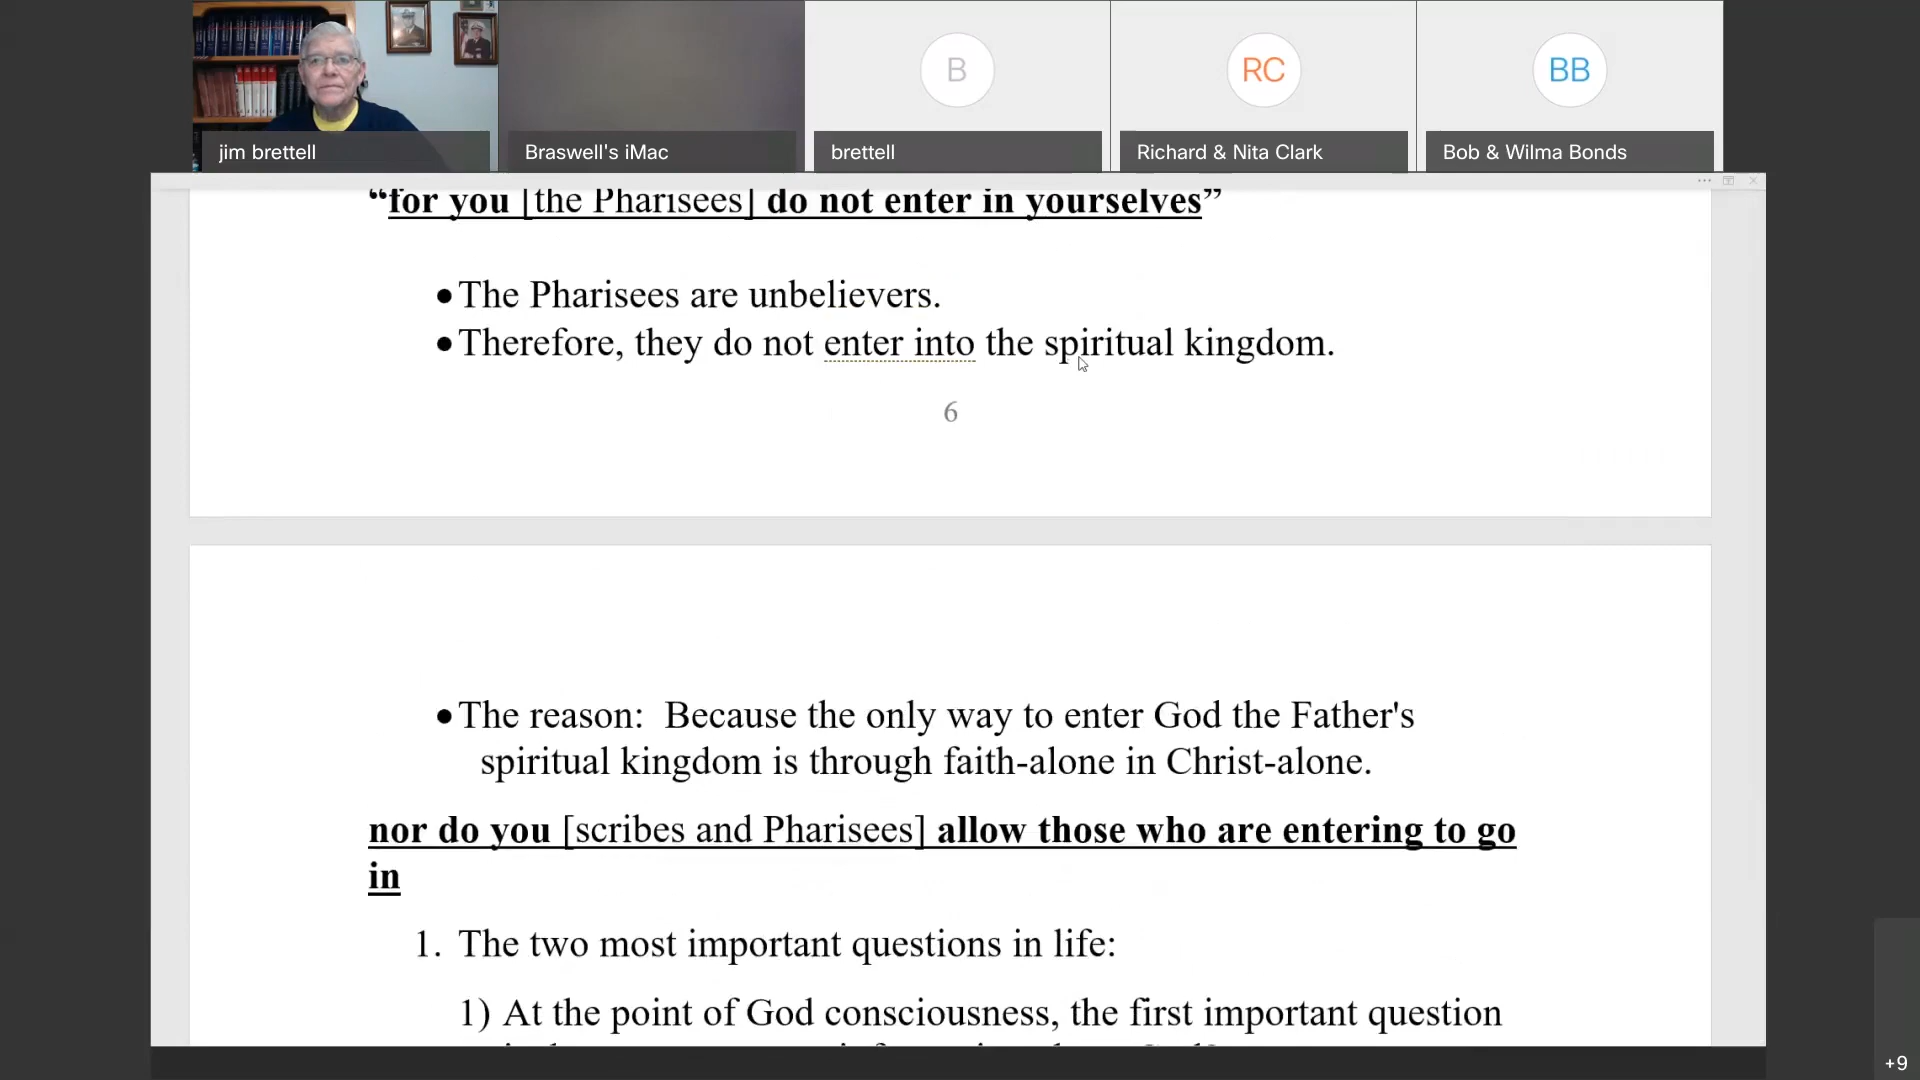 B
RC
BB
jim brettell
Braswell's iMac
brettell
Richard & Nita Clark
Bob & Wilma Bonds
“for you [the Pharisees] do not enter in yourselves”
•The Pharisees are unbelievers.
•Therefore, they do not enter into the spiritual kingdom.
6
•The reason:  Because the only way to enter God the Father's
spiritual kingdom is through faith-alone in Christ-alone.
nor do you [scribes and Pharisees] allow those who are entering to go
in
1. The two most important questions in life:
1) At the point of God consciousness, the first important question
+9